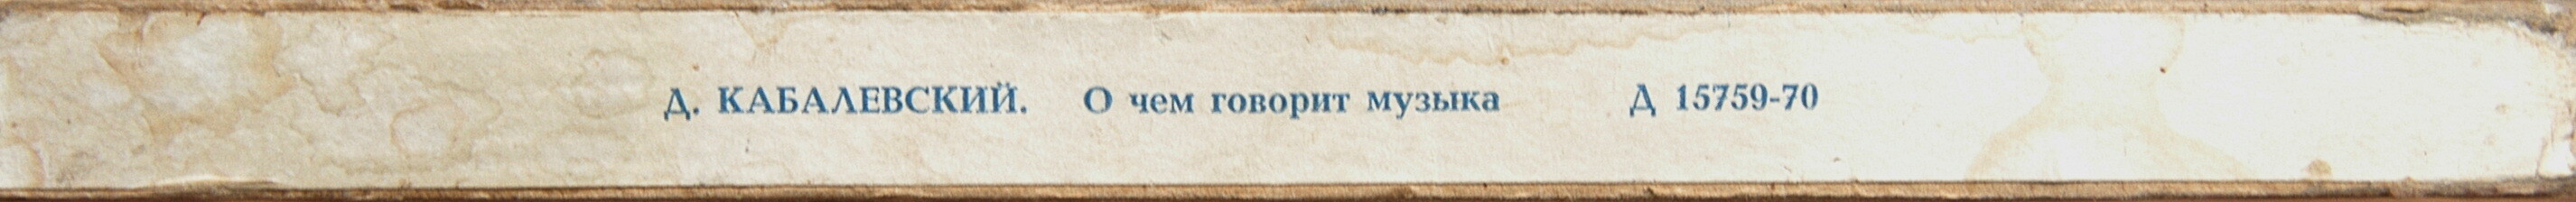 Д. КАБАЛЕВСКИЙ. О чем говорит музыка Д 15759-70